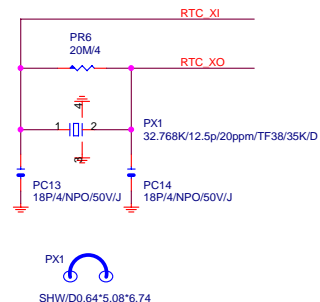 RTC_XI
PR6
20M/4
RTC_XO
4
1
2
3
PX1
32.768K/12.5p/20ppm/TF38/35K/D
PC13
18P/4/NPO/50V/J
PC14
18P/4/NPO/50V/J
PX1
SHW/D0.64*5.08*6.74